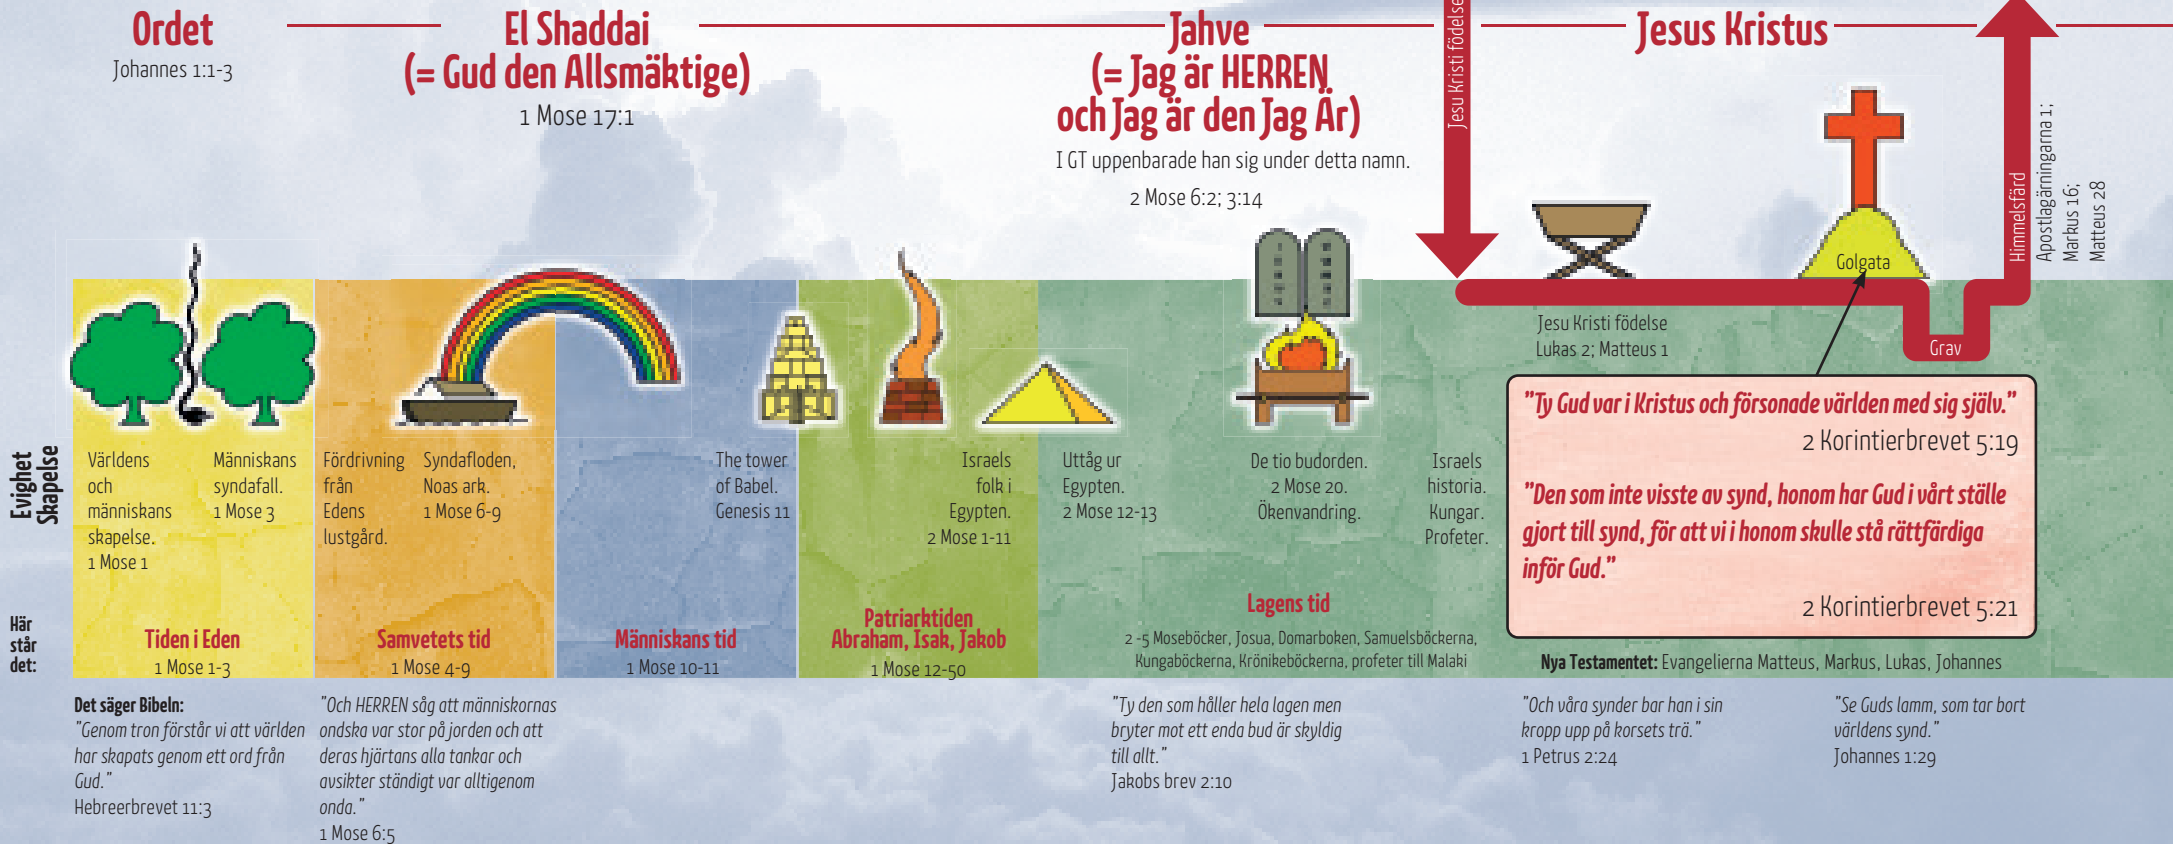 Ordet
Johannes 1:1-3
El Shaddai
(= Gud den Allsmäktige)
1 Mose 17:1
Jahve
(= Jag är HERREN
och Jag är den Jag Är)
I GT uppenbarade han sig under detta namn.
2 Mose 6:2; 3:14
Jesu Kristi födelse
Jesus Kristus
Himmelsfärd
Apostlagärningarna 1;
Markus 16;
Matteus 28
Golgata
Grav
Jesu Kristi födelse
Lukas 2; Matteus 1
"Ty Gud var i Kristus och försonade världen med sig själv."
2 Korintierbrevet 5:19
"Den som inte visste av synd, honom har Gud i vårt ställe
gjort till synd, för att vi i honom skulle stå rättfärdiga
inför Gud."
2 Korintierbrevet 5:21
Evighet
Skapelse
Världens
och
människans
skapelse.
1 Mose 1
Människans
syndafall.
1 Mose 3
Fördrivning
från
Edens
lustgård.
Syndafloden,
Noas ark.
1 Mose 6-9
The tower
of Babel.
Genesis 11
Israels
folk i
Egypten.
2 Mose 1-11
Uttåg ur
Egypten.
2 Mose 12-13
De tio budorden.
2 Mose 20.
Ökenvandring.
Israels
historia.
Kungar.
Profeter.
Här
står
det:
Tiden i Eden
1 Mose 1-3
Samvetets tid
1 Mose 4-9
Människans tid
1 Mose 10-11
Patriarktiden
Abraham, Isak, Jakob
1 Mose 12-50
Lagens tid
2 -5 Moseböcker, Josua, Domarboken, Samuelsböckerna,
Kungaböckerna, Krönikeböckerna, profeter till Malaki
Nya Testamentet: Evangelierna Matteus, Markus, Lukas, Johannes
Det säger Bibeln:
"Genom tron förstår vi att världen
har skapats genom ett ord från
Gud."
Hebreerbrevet 11:3
"Och HERREN såg att människornas
ondska var stor på jorden och att
deras hjärtans alla tankar och
avsikter ständigt var alltigenom
onda."
1 Mose 6:5
"Ty den som håller hela lagen men
bryter mot ett enda bud är skyldig
till allt."
Jakobs brev 2:10
"Och våra synder bar han i sin
kropp upp på korsets trä."
1 Petrus 2:24
"Se Guds lamm, som tar bort
världens synd."
Johannes 1:29